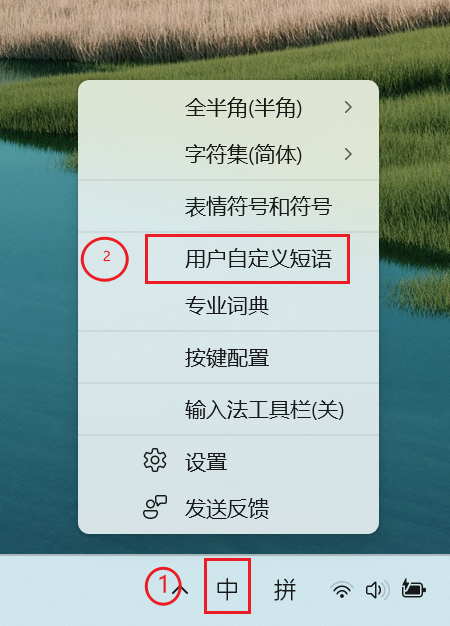 全半角(半角)
字符集(简体)
表情符号和符号
2
用户自定义短语
专业词典
按键配置
输入法工具栏(关)
设置
发送反馈
1
中
拼